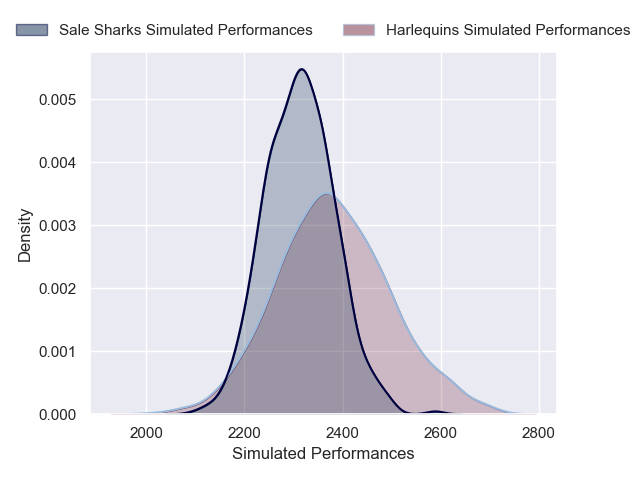 Sale Sharks Simulated Performances
Harlequins Simulated Performances
0.005
0.004
0.003
0.002
0.001
0.000
Density
2000
2200
2400
2600
2800
Simulated Performances